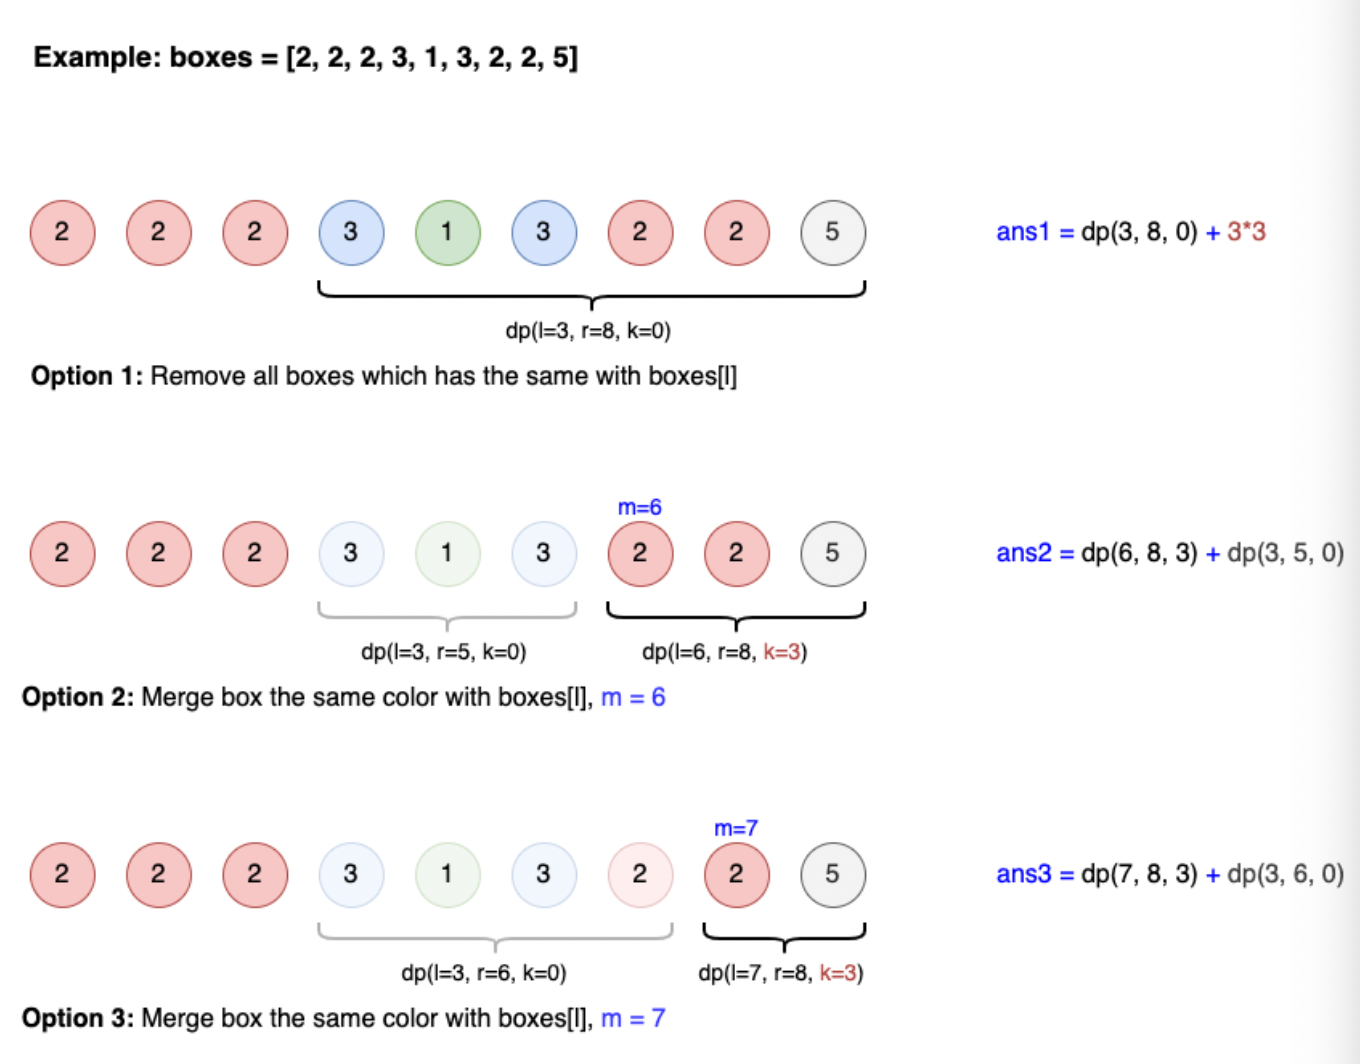 Example: boxes = [2, 2, 2, 3, 1, 3, 2, 2, 5]
2 2 2 3 1 3 2 2 5 ans1 = dp(3, 8, 0) + 3*3
dp(l=3, r=8, k=0)
Option 1: Remove all boxes which has the same with boxes[l]
m=6
2 2 2 3 1 3 2 2 5 ans2 = dp(6, 8, 3) + dp(3, 5, 0)
dp(l=3, r=5, k=0) dp(l=6, r=8, k=3)
Option 2: Merge box the same color with boxes[l], m = 6
m=7
2 2 2 3 1 3 2 2 5 ans3 = dp(7, 8, 3) + dp(3, 6, 0)
dp(l=3, r=6, k=0) dp(l=7, r=8, k=3)
Option 3: Merge box the same color with boxes[l], m = 7